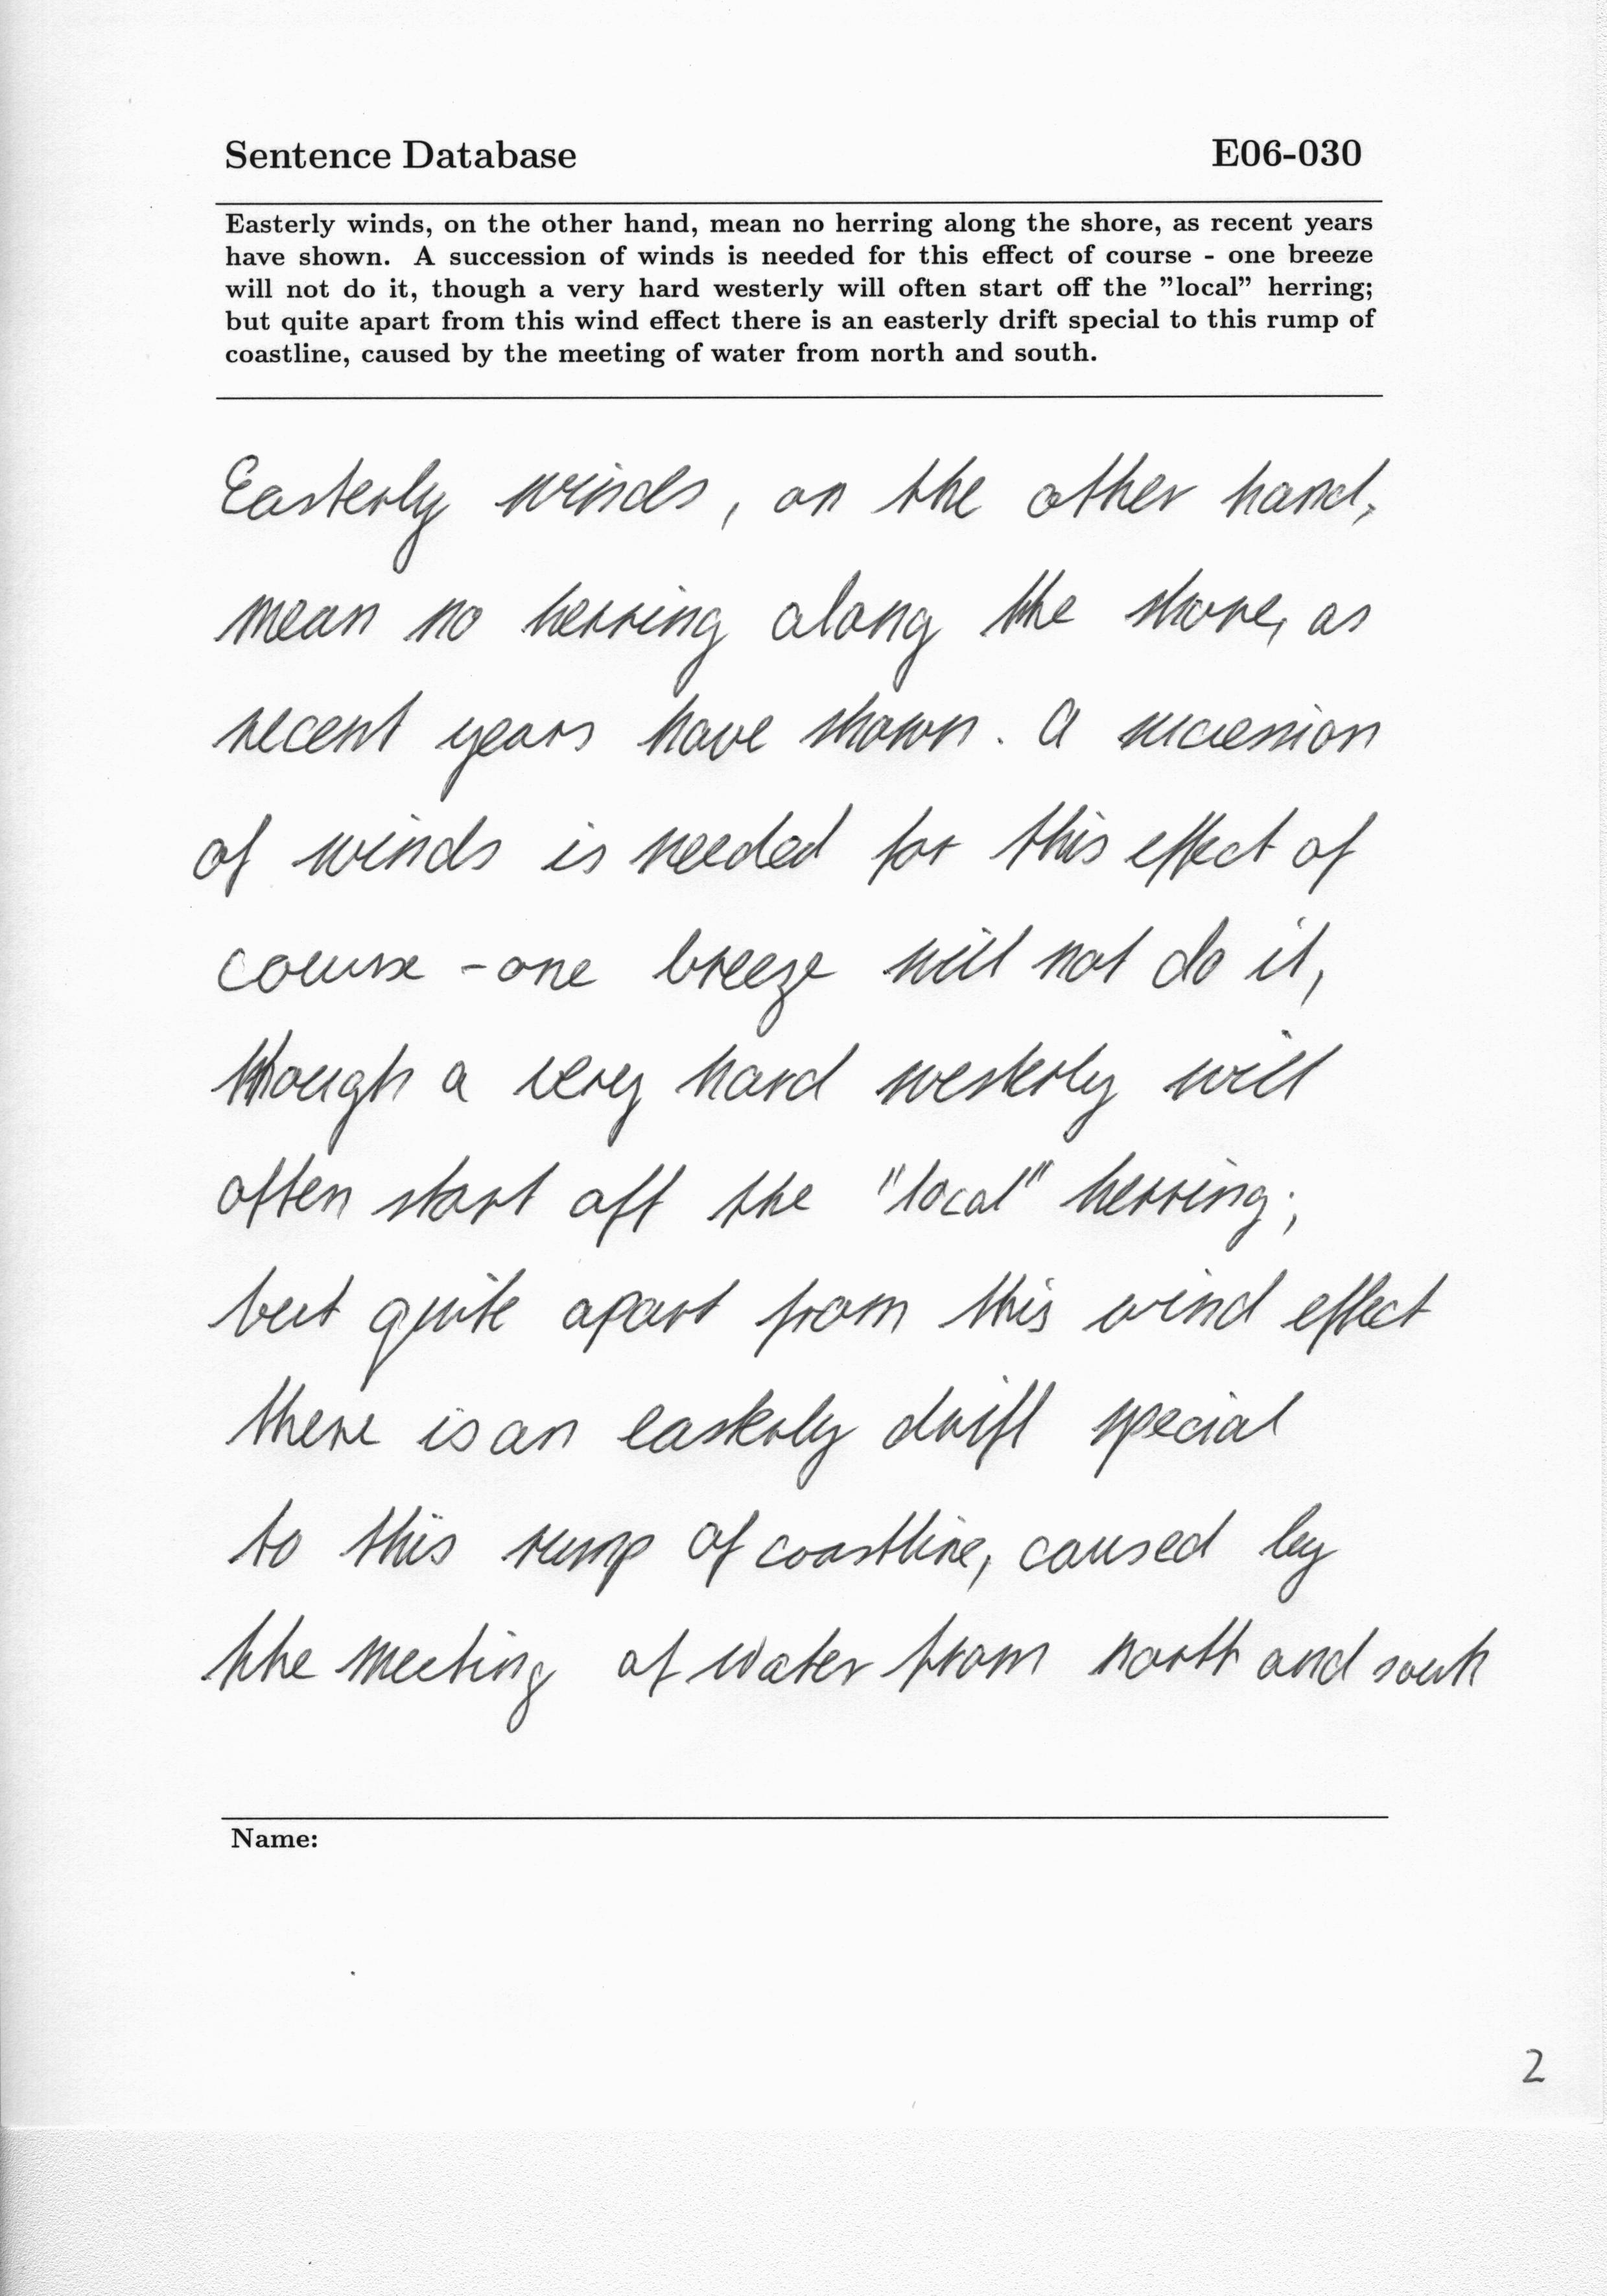 Sentence Database
E06-030
Easterly winds, on the other hand, mean no herring along the shore, as recent years
have shown. A succession of winds is needed for this effect of course - one breeze
will not do it, though a very hard westerly will often start off the ”local” herring;
but quite apart from this wind effect there is an easterly drift special to this rump of
coastline, caused by the meeting of water from north and south.
Easterly winds, on the other hand,
mean no herring along the shore, as
recent years have shown. A succession
of winds is needed for this effect of
course - one breeze will not do it,
though a very hard westerly will
often start off the "local" herring;
but quite apart from this wind effect
there is an easterly drift special
to this rump of coastline, caused by
the meeting of water from north and south
Name:
2